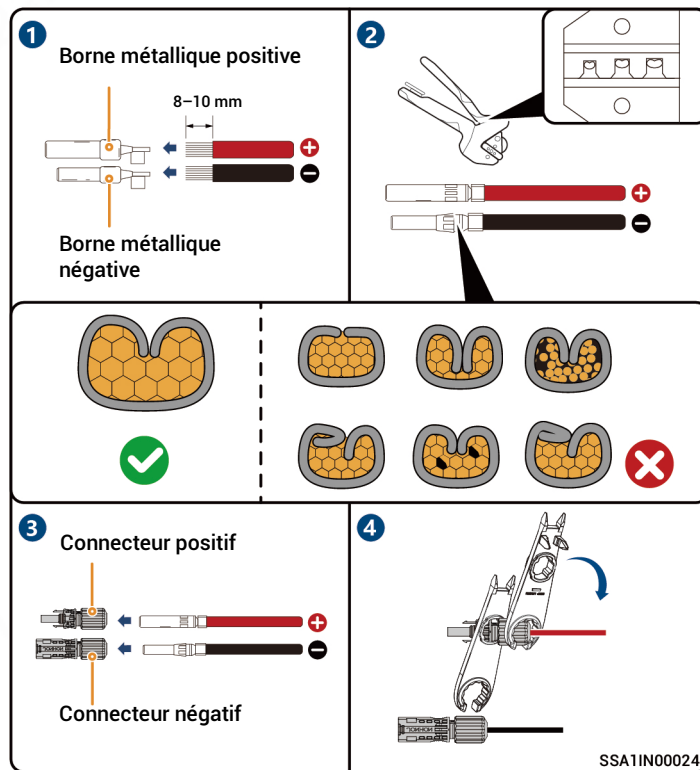 1
Borne métallique positive
8–10 mm
+
−
Borne métallique
négative
2
+
−
3
Connecteur positif
+
−
Connecteur négatif
4
SSA1IN00024